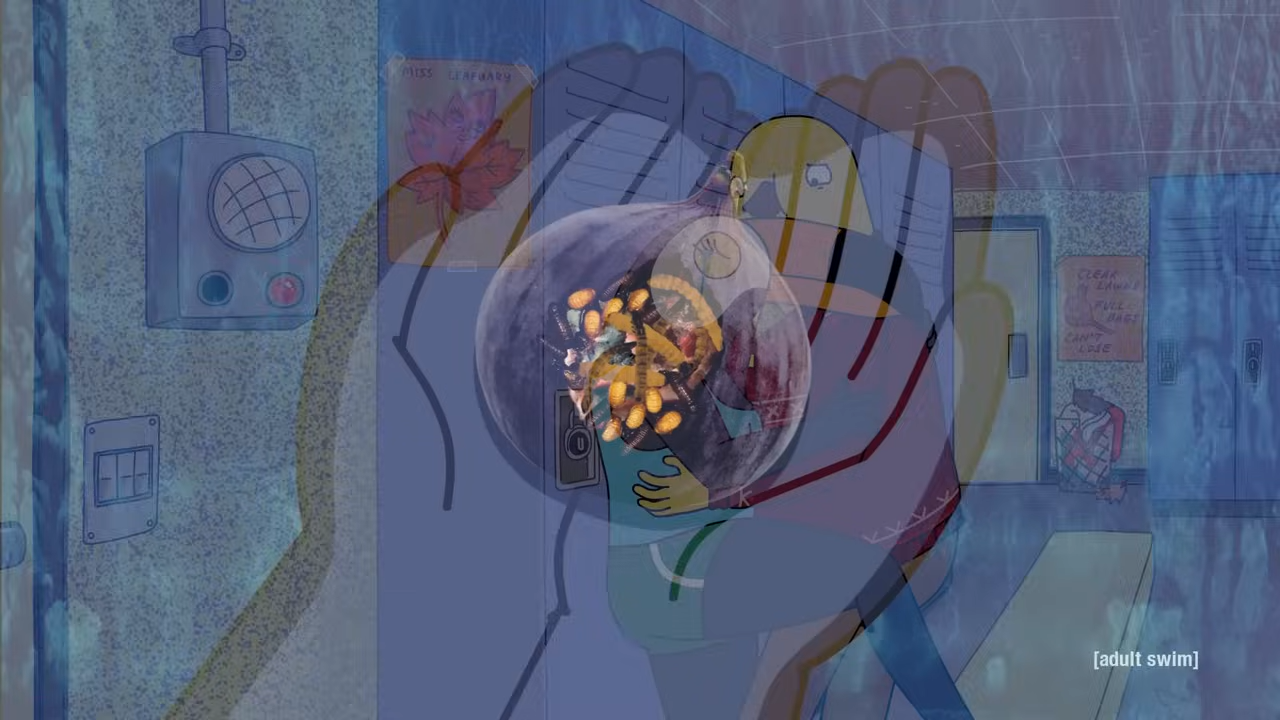 MISS LEAFUARY
CLEAR
LAWNS
FULL
BAGS
CAN'T
LOSE
[adult swim]